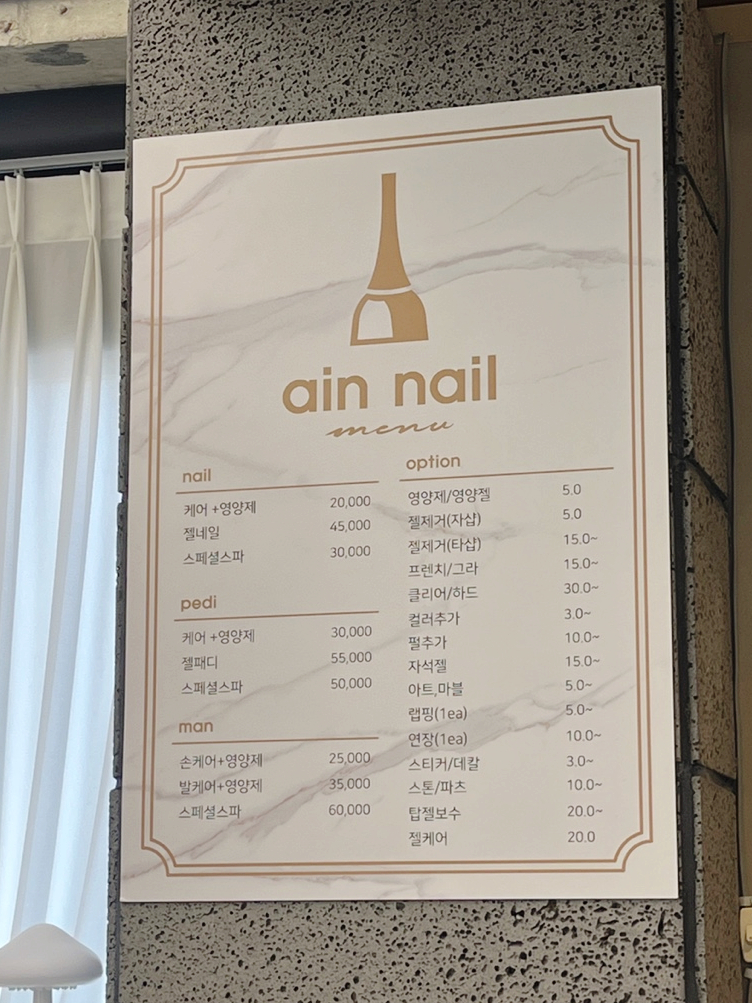 ain nail
menu
nail
케어 +영양제 20,000
젤네일 45,000
스페셜스파 30,000
pedi
케어 +영양제 30,000
젤패디 55,000
스페셜스파 50,000
man
손케어+영양제 25,000
발케어+영양제 35,000
스페셜스파 60,000
option
영양제/영양젤 5.0
젤제거(자샵) 5.0
젤제거(타샵) 15.0~
프렌치/그라 15.0~
클리어/하드 30.0~
컬러추가 3.0~
펄추가 10.0~
자석젤 15.0~
아트,마블 5.0~
랩핑(1ea) 5.0~
연장(1ea) 10.0~
스티커/데칼 3.0~
스톤/파츠 10.0~
탑젤보수 20.0~
젤케어 20.0